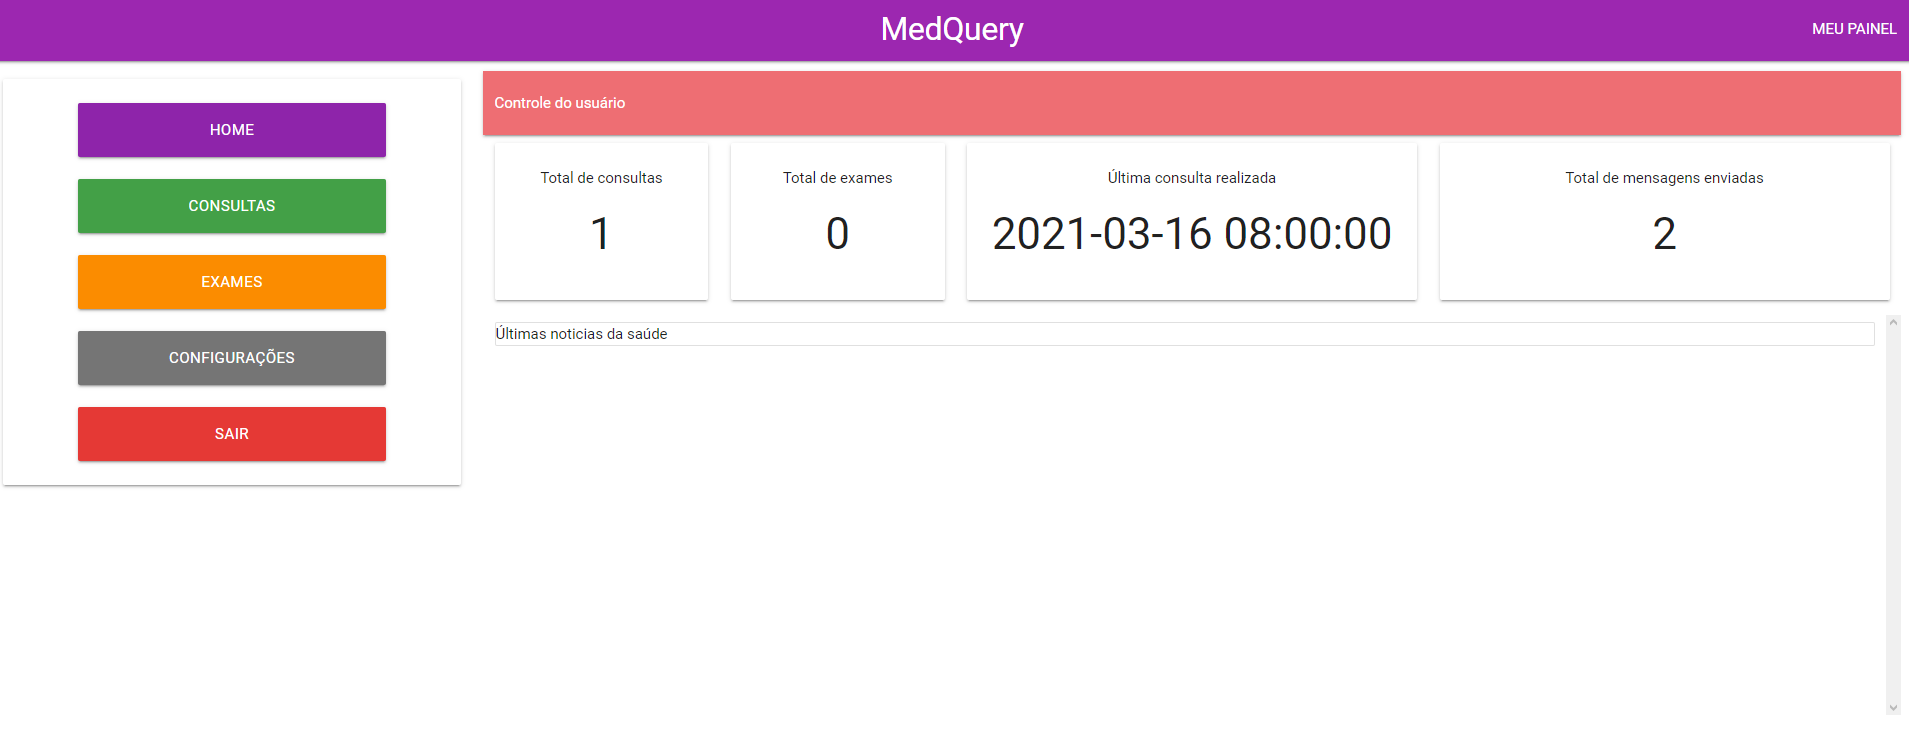 MedQuery
MEU PAINEL
HOME
CONSULTAS
EXAMES
CONFIGURAÇÕES
SAIR
Controle do usuário
Total de consultas
1
Total de exames
0
Última consulta realizada
2021-03-16 08:00:00
Total de mensagens enviadas
2
Últimas noticias da saúde